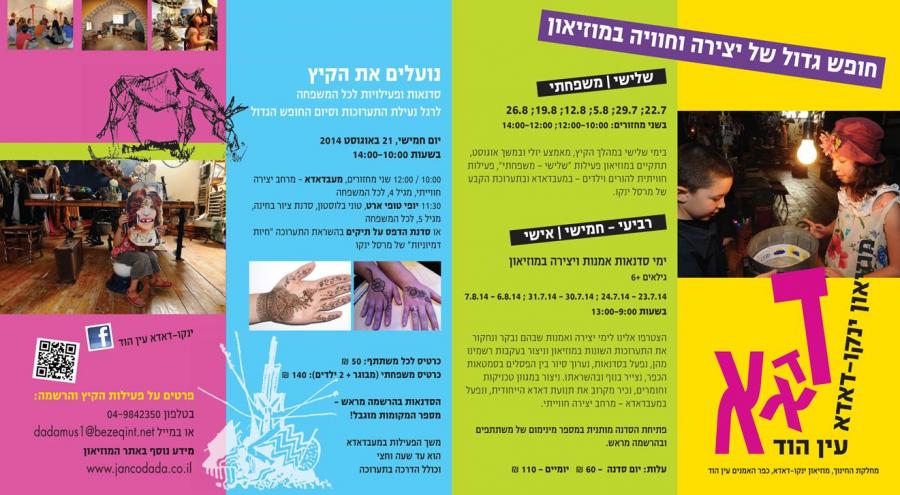 חופש גדול של יצירה וחוויה במוזיאון
מוזיאון ינקו-דאדא
דאדא
עין הוד
מחלקת החינוך, מוזיאון ינקו-דאדא, כפר האמנים עין הוד
שלישי | משפחתי
22.7; 29.7; 5.8; 12.8; 19.8; 26.8
בשני מחזורים: 12:00-10:00; 14:00-12:00
בימי שלישי במהלך הקיץ, מאמצע יולי ובמשך אוגוסט,
תתקיים במוזיאון פעילות "שלישי - משפחתי", פעילות
חוויתית להורים וילדים - במעבדאדא ובתערוכת הקבע
של מרסל ינקו.
רביעי - חמישי | אישי
ימי סדנאות אמנות ויצירה במוזיאון
גילאים 6+
23.7.14 - 24.7.14 ; 30.7.14 - 31.7.14 ; 6.8.14 - 7.8.14
בשעות 13:00-9:00
הצטרפו אלינו לימי יצירה ואמנות שבהם נבקר ונחקור
את התערוכות השונות במוזיאון וניצור בעקבות רשמינו
מהן, נפעל בסדנאות, נערוך סיור בין הפסלים בסמטאות
הכפר, נצייר בנוף ובהשראתו. ניצור במגוון טכניקות
וחומרים, נכיר מקרוב את תנועת דאדא הייחודית, ונפעל
במעבדאדא - מרחב יצירה חווייתי.
פתיחת הסדנה מותנית במספר מינימום של משתתפים
ובהרשמה מראש.
עלות: יום סדנה - 60 ₪ יומיים - 110 ₪
נועלים את הקיץ
סדנאות ופעילויות לכל המשפחה
לרגל נעילת התערוכות וסיום החופש הגדול
יום חמישי, 21 באוגוסט 2014
בשעות 14:00-10:00
10:00 / 12:00 שני מחזורים, מעבדאדא - מרחב יצירה
חווייתי, מגיל 4, לכל המשפחה
11:30 יופי טופי ארט, טוני בלוסטון, סדנת ציור בחינה,
מגיל 5, לכל המשפחה
או סדנת הדפס על תיקים בהשראת התערוכה "חיות
דמיוניות" של מרסל ינקו
כרטיס לכל משתתף: 50 ₪
כרטיס משפחתי (מבוגר + 2 ילדים): 140 ₪
הסדנאות בהרשמה מראש -
מספר המקומות מוגבל!
משך הפעילות במעבדאדא
הוא עד שעה וחצי
וכולל הדרכה בתערוכה
ינקו-דאדא עין הוד
f
פרטים על פעילות הקיץ והרשמה:
בטלפון 04-9842350
או במייל dadamus1@bezeqint.net
מידע נוסף באתר המוזיאון
www.jancodada.co.il